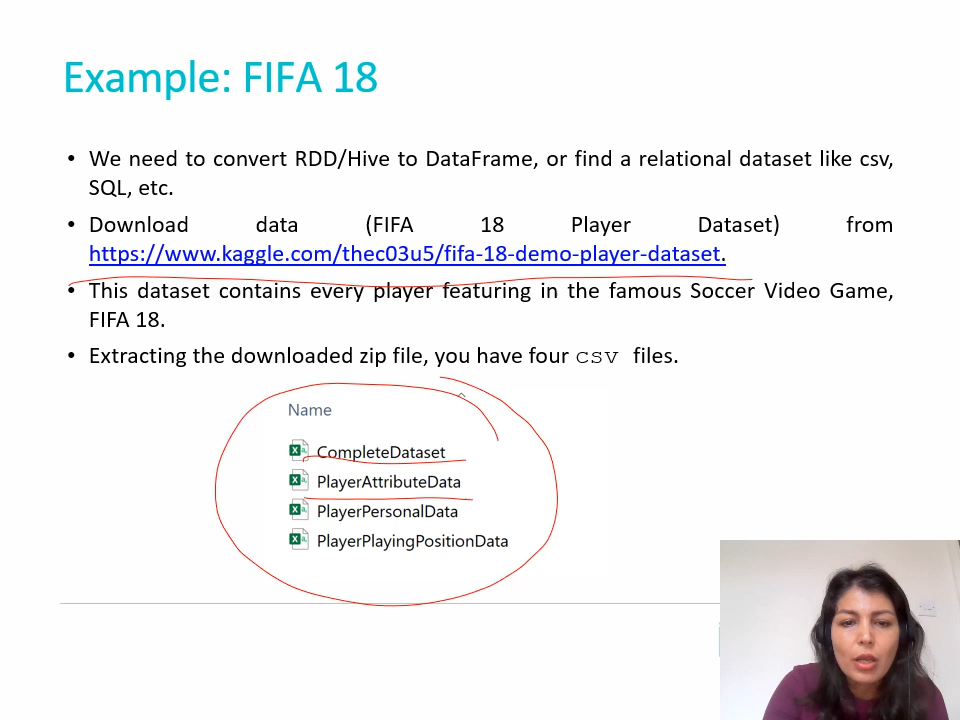 Example: FIFA 18
• We need to convert RDD/Hive to DataFrame, or find a relational dataset like csv,
SQL, etc.
• Download data (FIFA 18 Player Dataset) from
https://www.kaggle.com/thec03u5/fifa-18-demo-player-dataset.
• This dataset contains every player featuring in the famous Soccer Video Game,
FIFA 18.
• Extracting the downloaded zip file, you have four csv files.
Name
CompleteDataset
PlayerAttributeData
PlayerPersonalData
PlayerPlayingPositionData